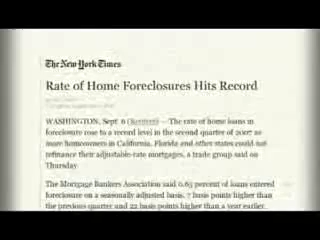 The New York Times
Rate of Home Foreclosures Hits Record
WASHINGTON, Sept. 6 (Reuters) — The rate of home loans in
foreclosure rose to a record level in the second quarter of 2007 as
more homeowners in California, Florida and other states could not
refinance their adjustable-rate mortgages, a trade group said on
Thursday.
The Mortgage Bankers Association said 0.65 percent of loans entered
foreclosure on a seasonally adjusted basis, 7 basis points higher than
the previous quarter and 22 basis points higher than a year earlier.